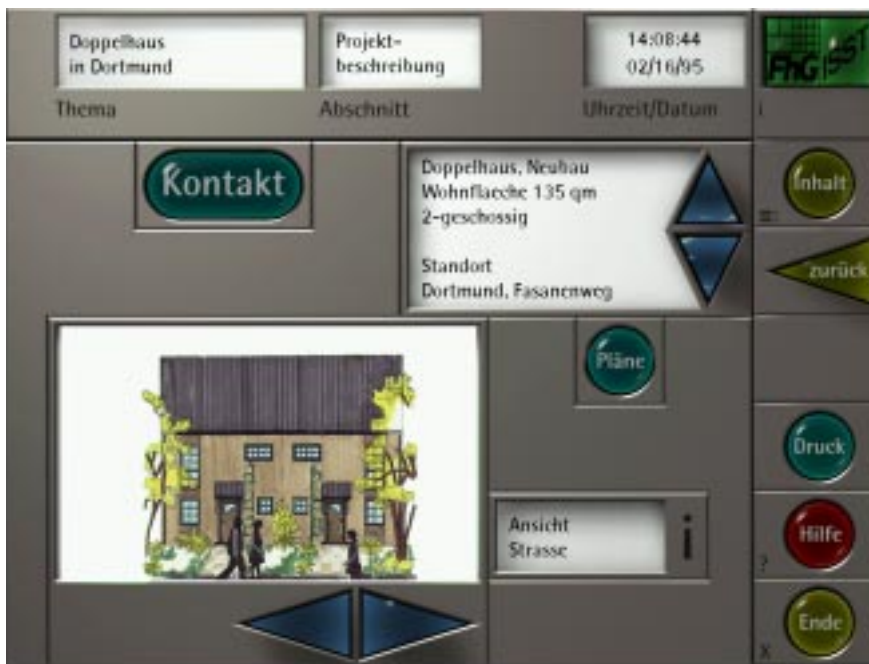 Doppelhaus
in Dortmund
Thema
Projekt-
beschreibung
Abschnitt
14:08:44
02/16/95
Uhrzeit/Datum
FhG ISST
i
Kontakt
Doppelhaus, Neubau
Wohnflaeche 135 qm
2-geschossig
Standort
Dortmund, Fasanenweg
Inhalt
zurück
Pläne
Druck
Ansicht
Strasse
i
Hilfe
?
Ende
X